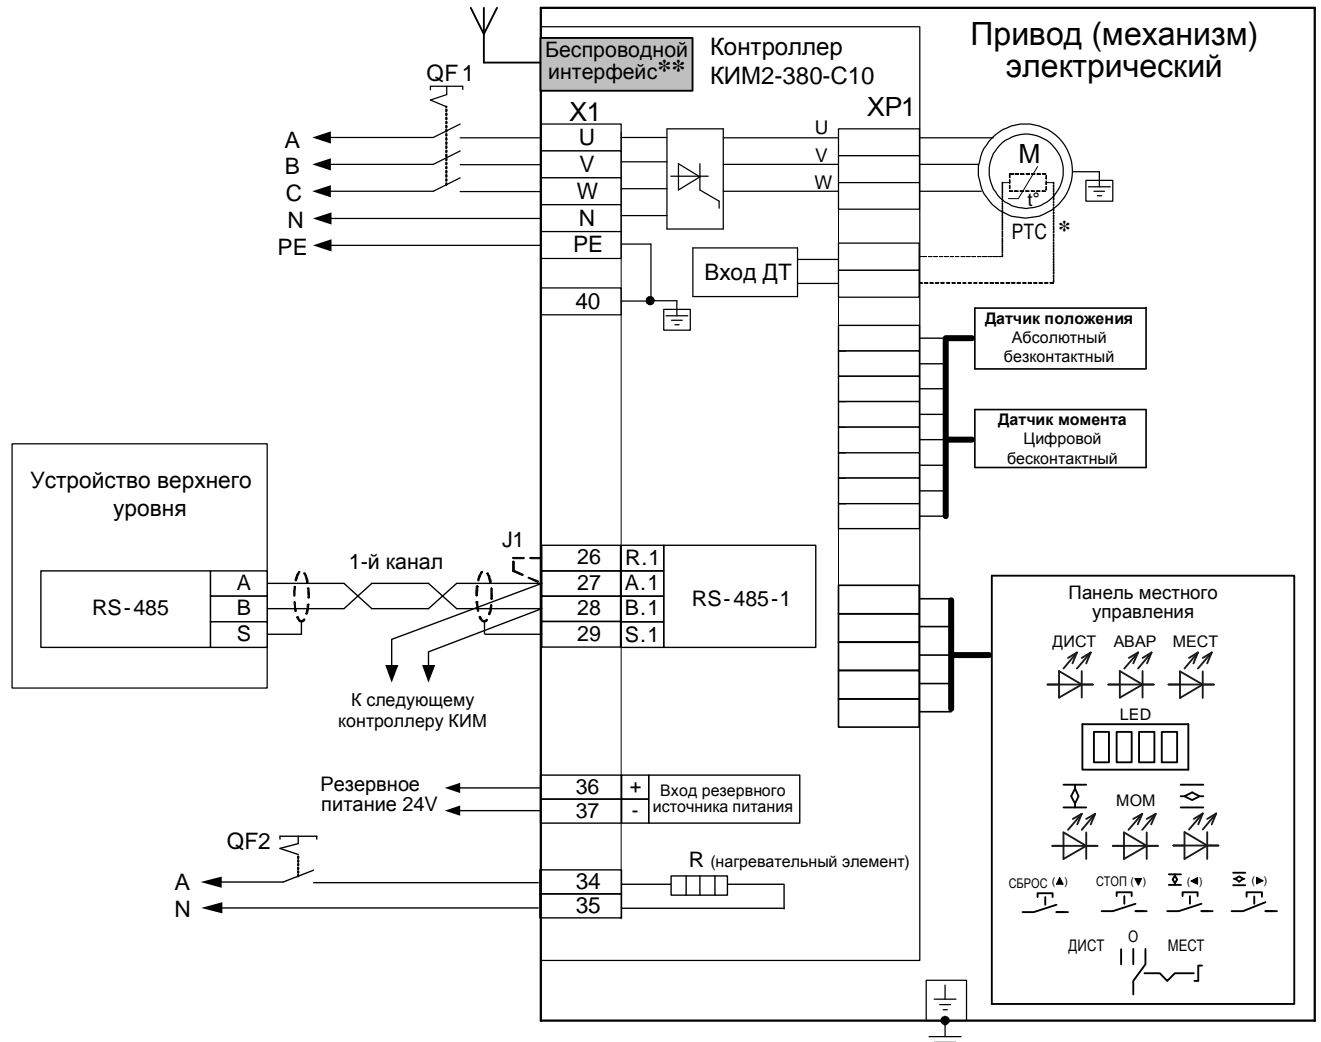 Привод (механизм)
электрический
Беспроводной
интерфейс**
Контроллер
КИМ2-380-С10
QF1
X1
XP1
A
B
C
N
PE
U
V
W
N
PE
40
U
V
W
M
t°
PTC *
Вход ДТ
Датчик положения
Абсолютный
безконтактный
Датчик момента
Цифровой
бесконтактный
Устройство верхнего
уровня
RS-485
A
B
S
1-й канал
J1
26 R.1
27 A.1
28 B.1
29 S.1
RS-485-1
К следующему
контроллеру КИМ
Резервное
питание 24V
36 +
37 -
Вход резервного
источника питания
QF2
A
N
34
35
R (нагревательный элемент)
Панель местного
управления
ДИСТ АВАР МЕСТ
LED
МОМ
СБРОС (▲) СТОП (▼) (◄) (►)
ДИСТ O МЕСТ